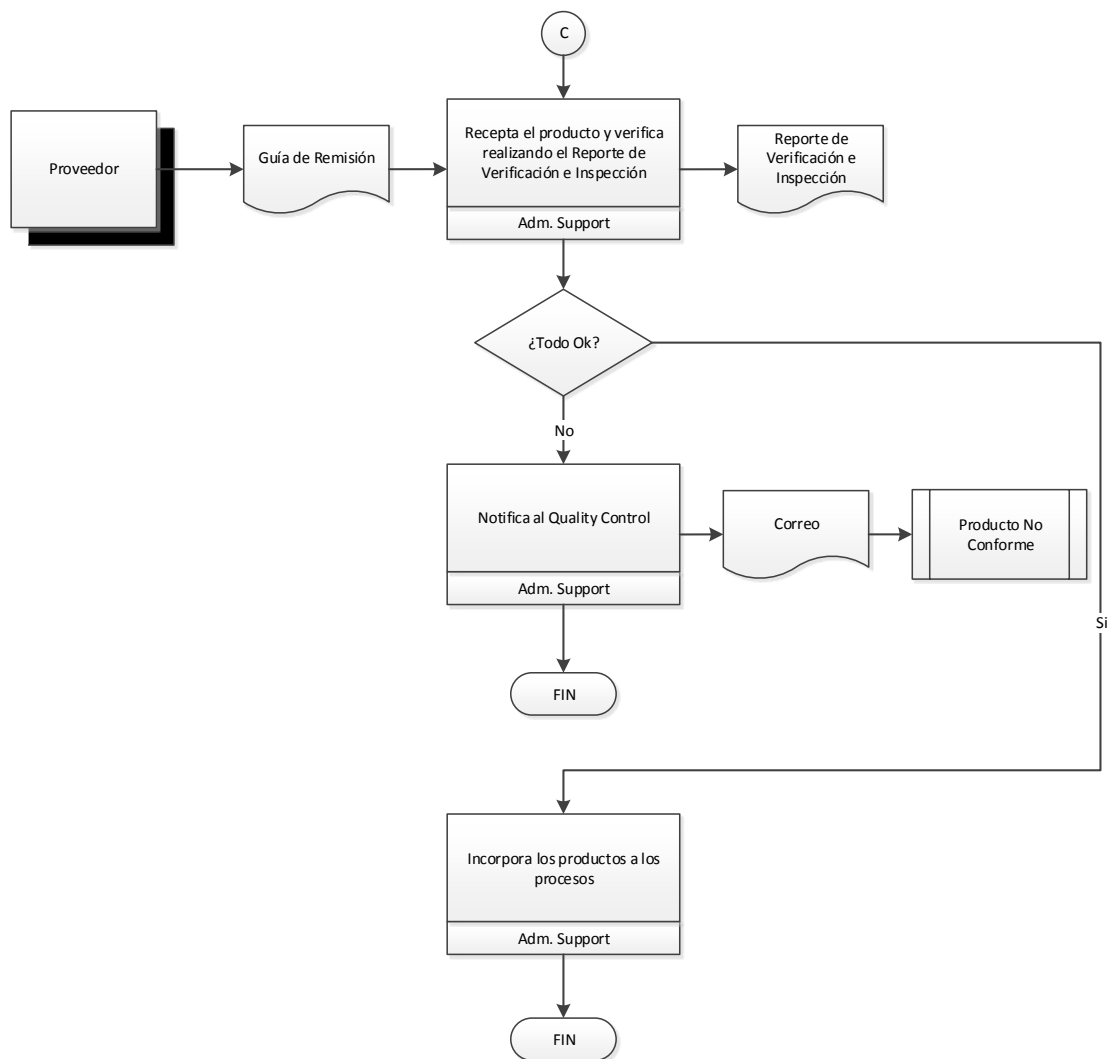 C
Proveedor
Guía de Remisión
Recepta el producto y verifica
realizando el Reporte de
Verificación e Inspección
Adm. Support
Reporte de
Verificación e
Inspección
¿Todo Ok?
No
Notifica al Quality Control
Adm. Support
Correo
Producto No
Conforme
Si
FIN
Incorpora los productos a los
procesos
Adm. Support
FIN